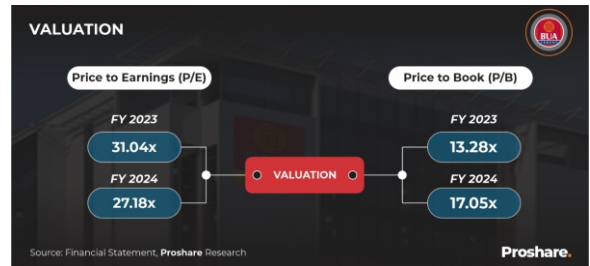 VALUATION
BUA
Price to Earnings (P/E)
FY 2023
31.04x
FY 2024
27.18x
VALUATION
Price to Book (P/B)
FY 2023
13.28x
FY 2024
17.05x
Source: Financial Statement, Proshare Research
Proshare.